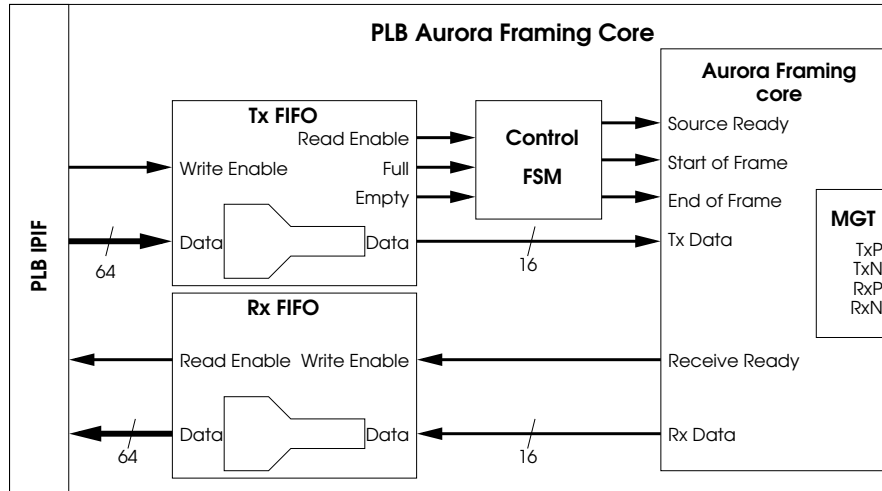 PLB Aurora Framing Core
PLB IPIF
Tx FIFO
Write Enable
Read Enable
Full
Empty
Data
Data
64
Control
FSM
16
Aurora Framing
core
Source Ready
Start of Frame
End of Frame
Tx Data
MGT
TxP
TxN
RxP
RxN
Rx FIFO
Read Enable
Write Enable
Data
Data
64
16
Receive Ready
Rx Data